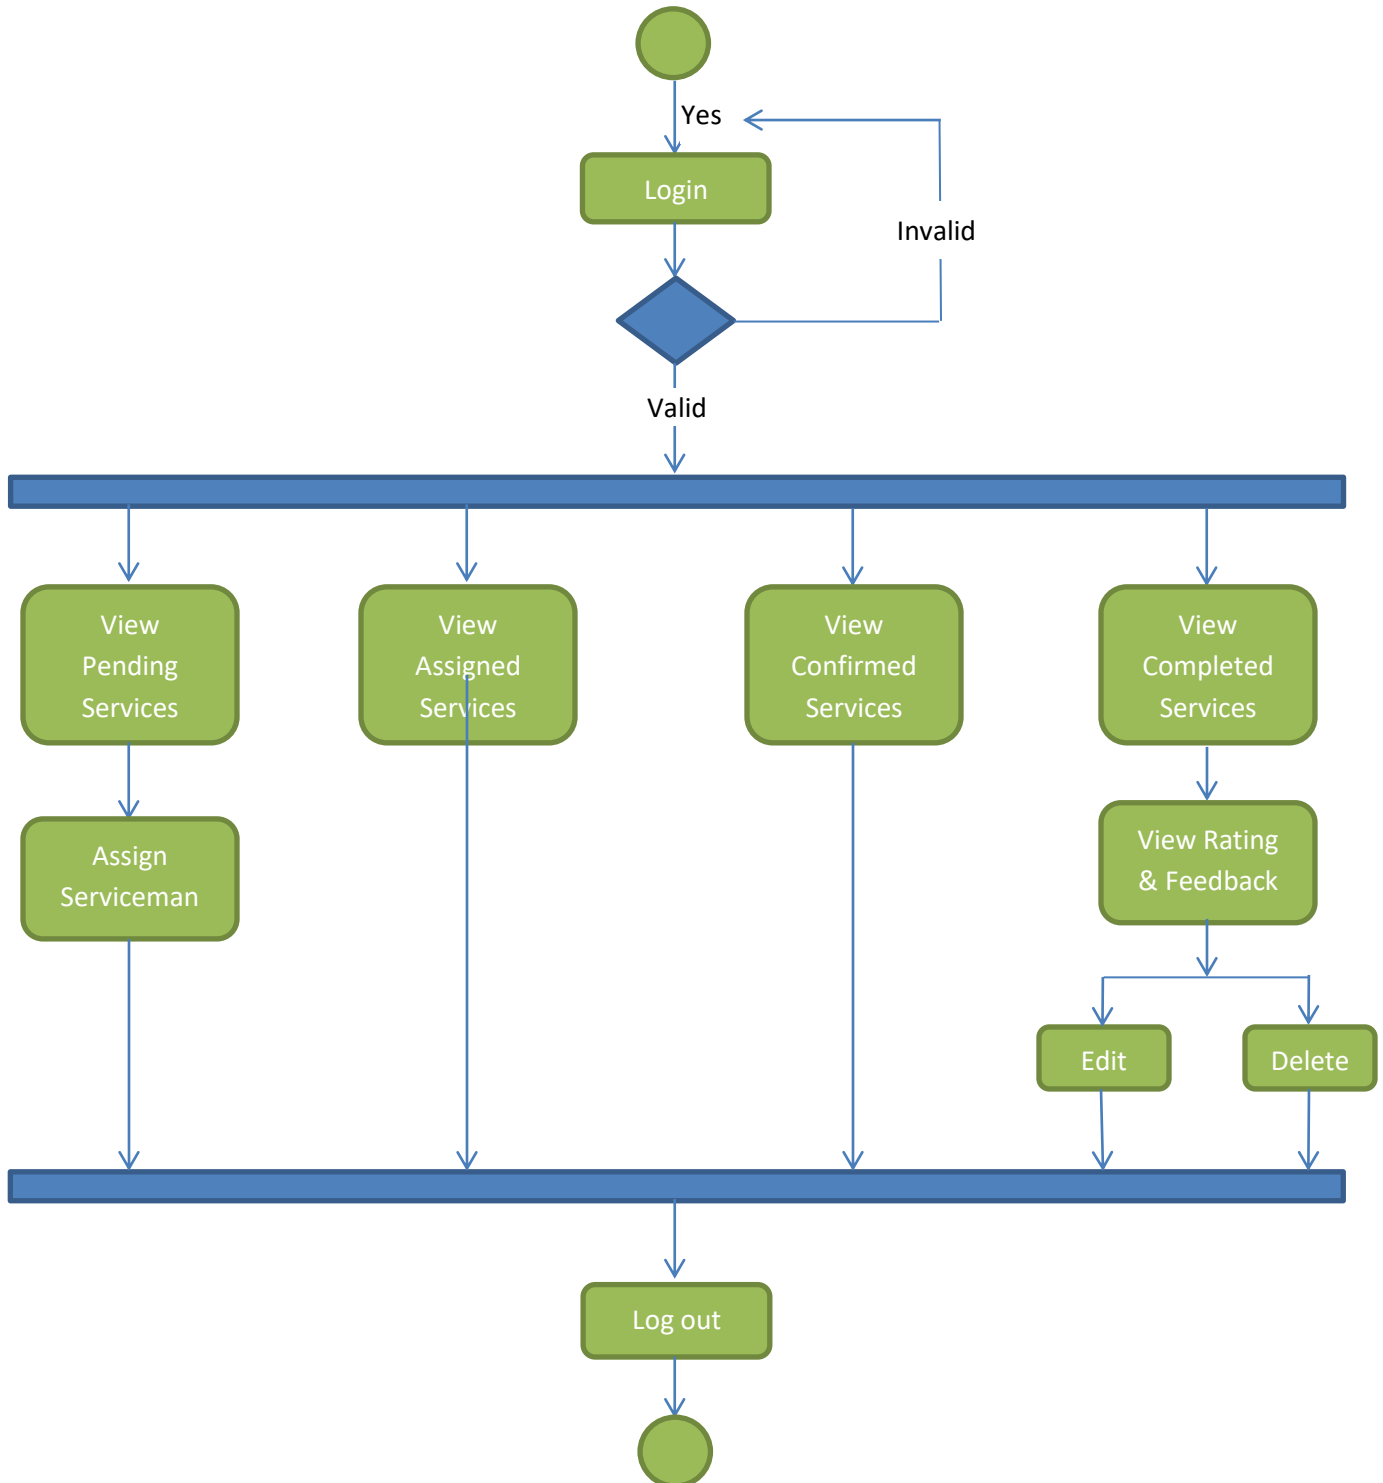 Yes
Login
Invalid
Valid
View
Pending
Services
View
Assigned
Services
View
Confirmed
Services
View
Completed
Services
Assign
Serviceman
View Rating
& Feedback
Edit
Delete
Log out